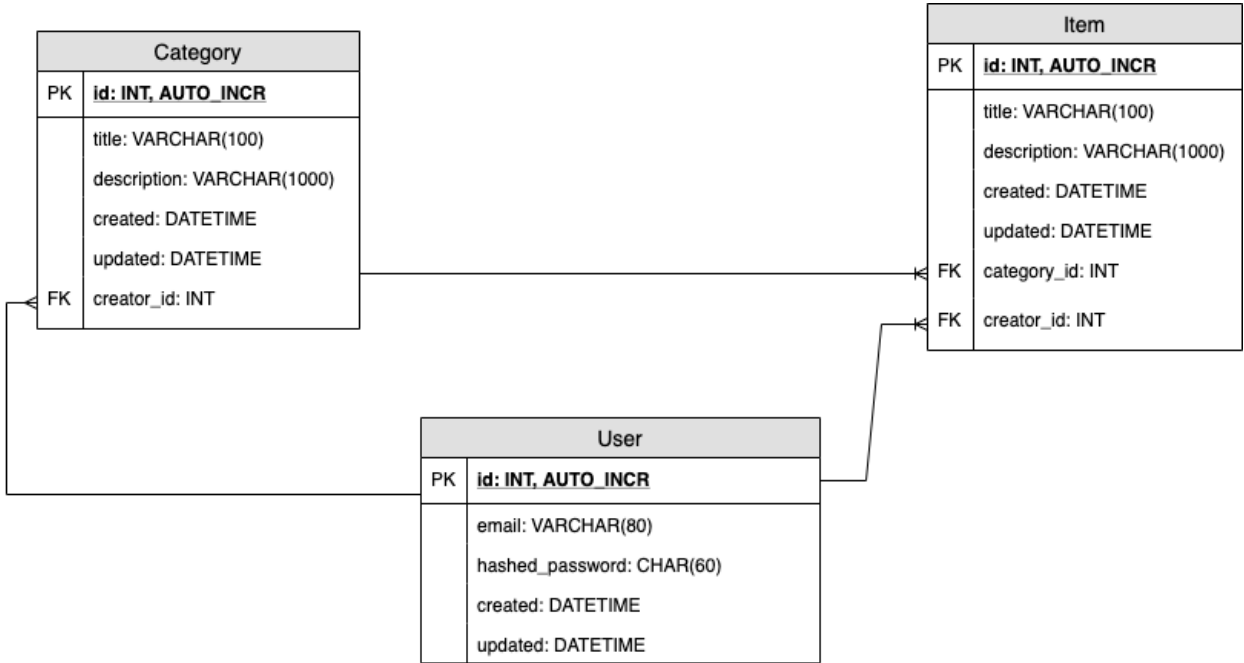 Category
PK id: INT, AUTO_INCR
title: VARCHAR(100)
description: VARCHAR(1000)
created: DATETIME
updated: DATETIME
FK creator_id: INT
Item
PK id: INT, AUTO_INCR
title: VARCHAR(100)
description: VARCHAR(1000)
created: DATETIME
updated: DATETIME
FK category_id: INT
FK creator_id: INT
User
PK id: INT, AUTO_INCR
email: VARCHAR(80)
hashed_password: CHAR(60)
created: DATETIME
updated: DATETIME